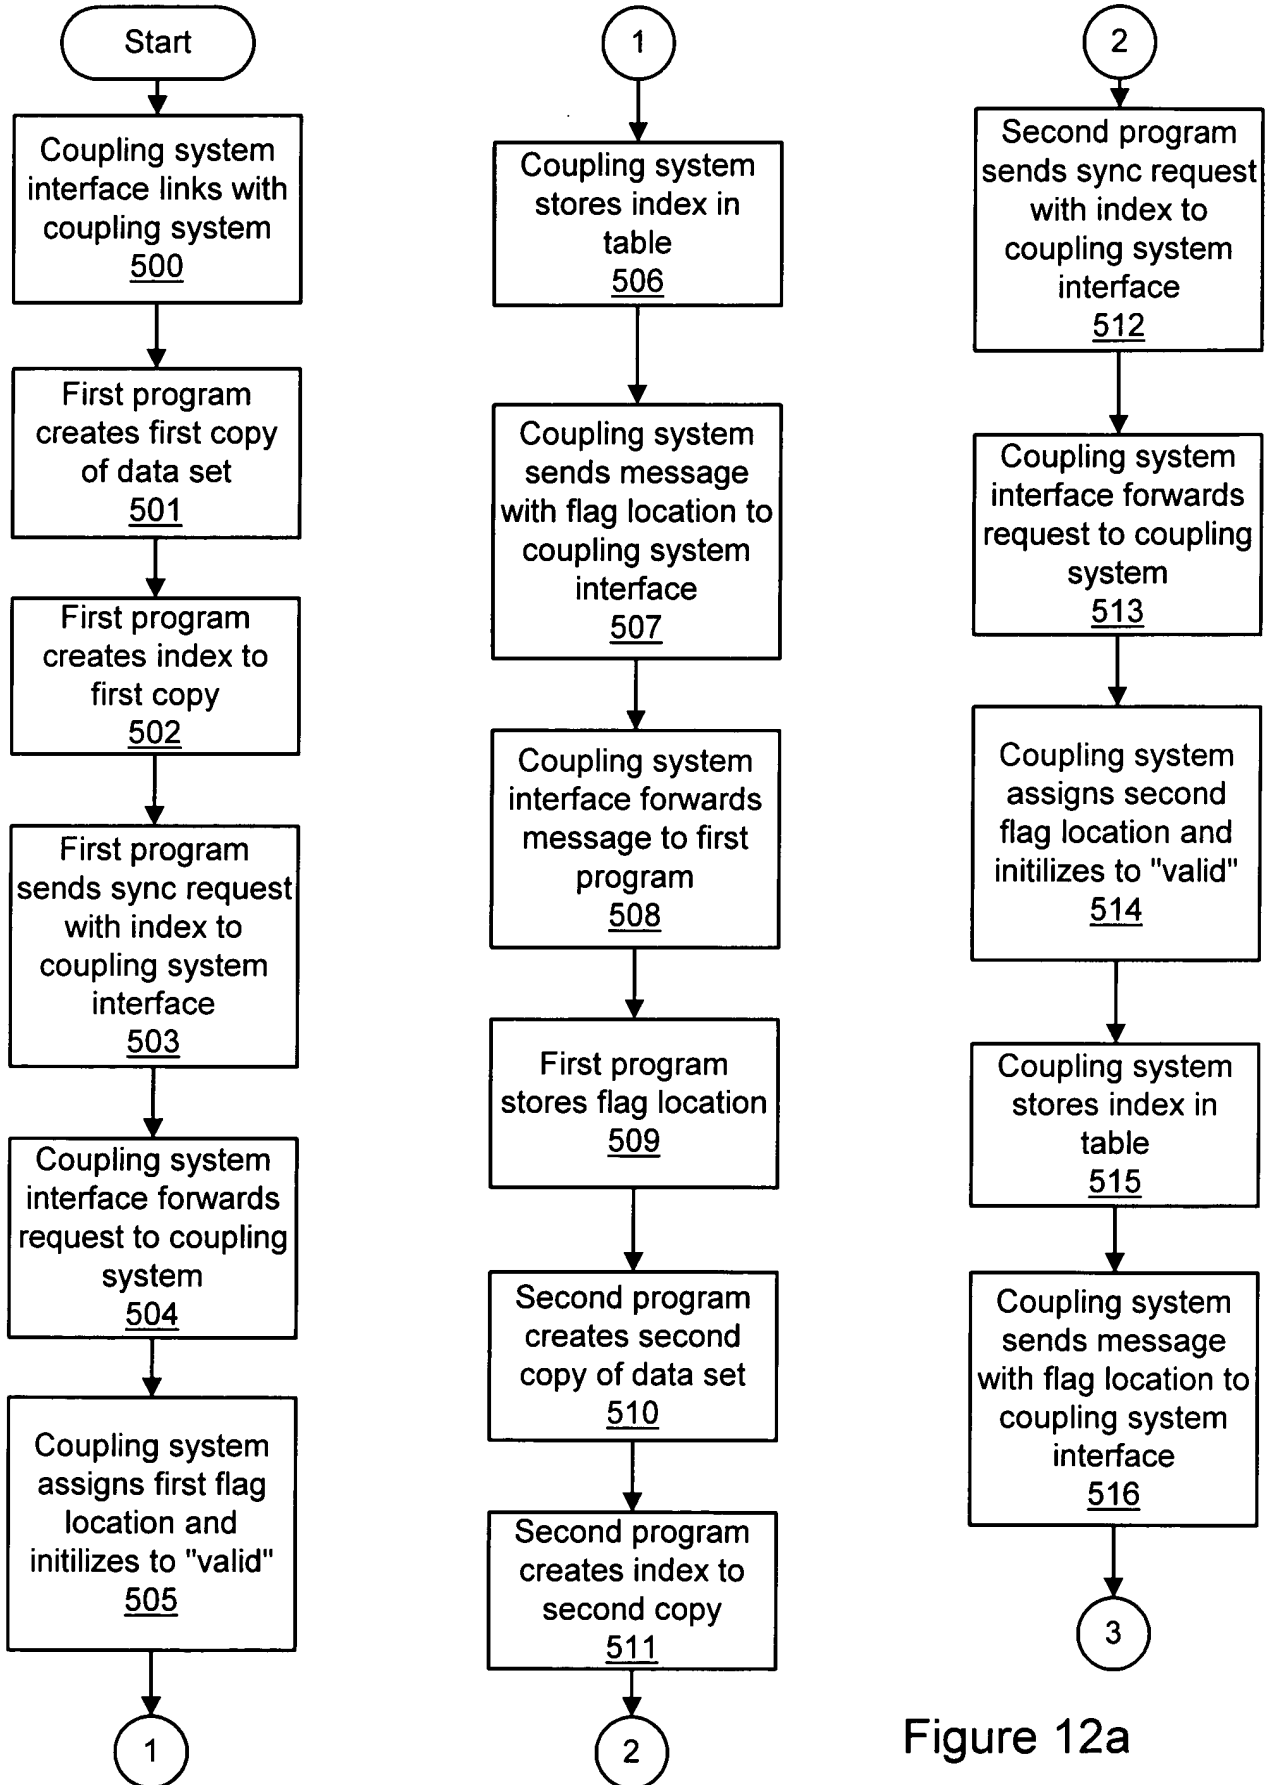 Start
Coupling system
interface links with
coupling system
500
First program
creates first copy
of data set
501
First program
creates index to
first copy
502
First program
sends sync request
with index to
coupling system
interface
503
Coupling system
interface forwards
request to coupling
system
504
Coupling system
assigns first flag
location and
initilizes to "valid"
505
1
1
Coupling system
stores index in
table
506
Coupling system
sends message
with flag location to
coupling system
interface
507
Coupling system
interface forwards
message to first
program
508
First program
stores flag location
509
Second program
creates second
copy of data set
510
Second program
creates index to
second copy
511
2
2
Second program
sends sync request
with index to
coupling system
interface
512
Coupling system
interface forwards
request to coupling
system
513
Coupling system
assigns second
flag location and
initilizes to "valid"
514
Coupling system
stores index in
table
515
Coupling system
sends message
with flag location to
coupling system
interface
516
3
Figure 12a